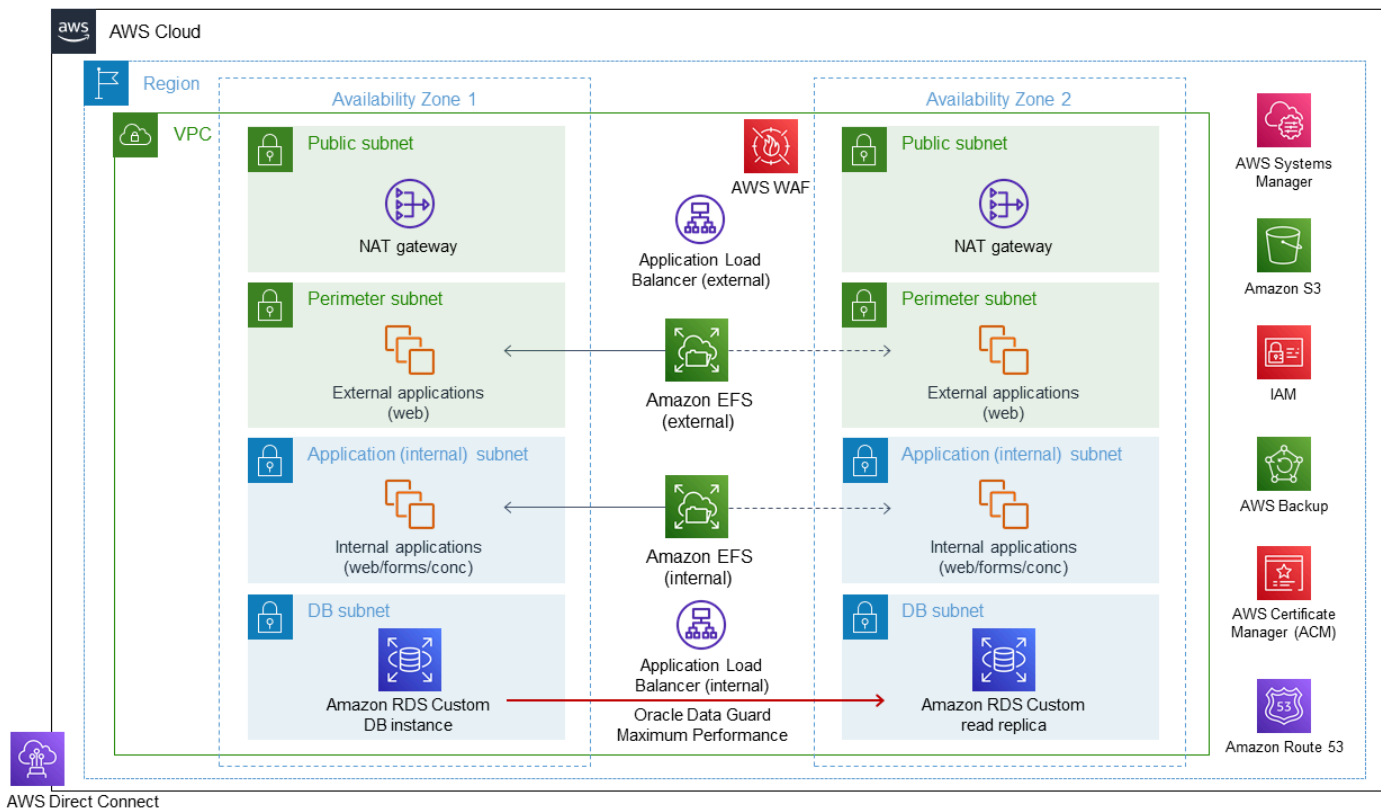 aws
AWS Cloud
Region
Availability Zone 1
Availability Zone 2
VPC
Public subnet
NAT gateway
AWS WAF
Application Load
Balancer (external)
Public subnet
NAT gateway
AWS Systems
Manager
Amazon S3
Perimeter subnet
External applications
(web)
Amazon EFS
(external)
Perimeter subnet
External applications
(web)
IAM
Application (internal) subnet
Internal applications
(web/forms/conc)
Amazon EFS
(internal)
Application (internal) subnet
Internal applications
(web/forms/conc)
AWS Backup
AWS Certificate
Manager (ACM)
DB subnet
Amazon RDS Custom
DB instance
Application Load
Balancer (internal)
Oracle Data Guard
Maximum Performance
DB subnet
Amazon RDS Custom
read replica
53
Amazon Route 53
AWS Direct Connect